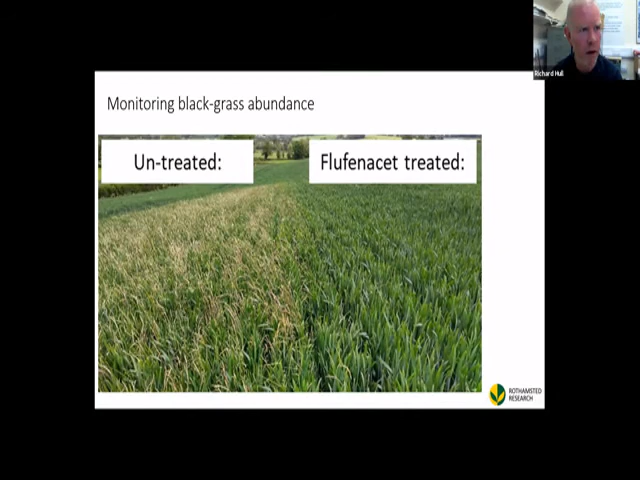 Richard Hull
Monitoring black-grass abundance
Un-treated:
Flufenacet treated:
ROTHAMSTED
RESEARCH